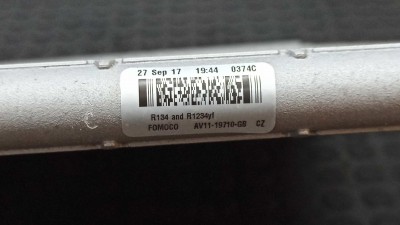 27 Sep 17 19:44 0374C
R134 and R1234yf
FOMOCO AV11-19710-GB CZ